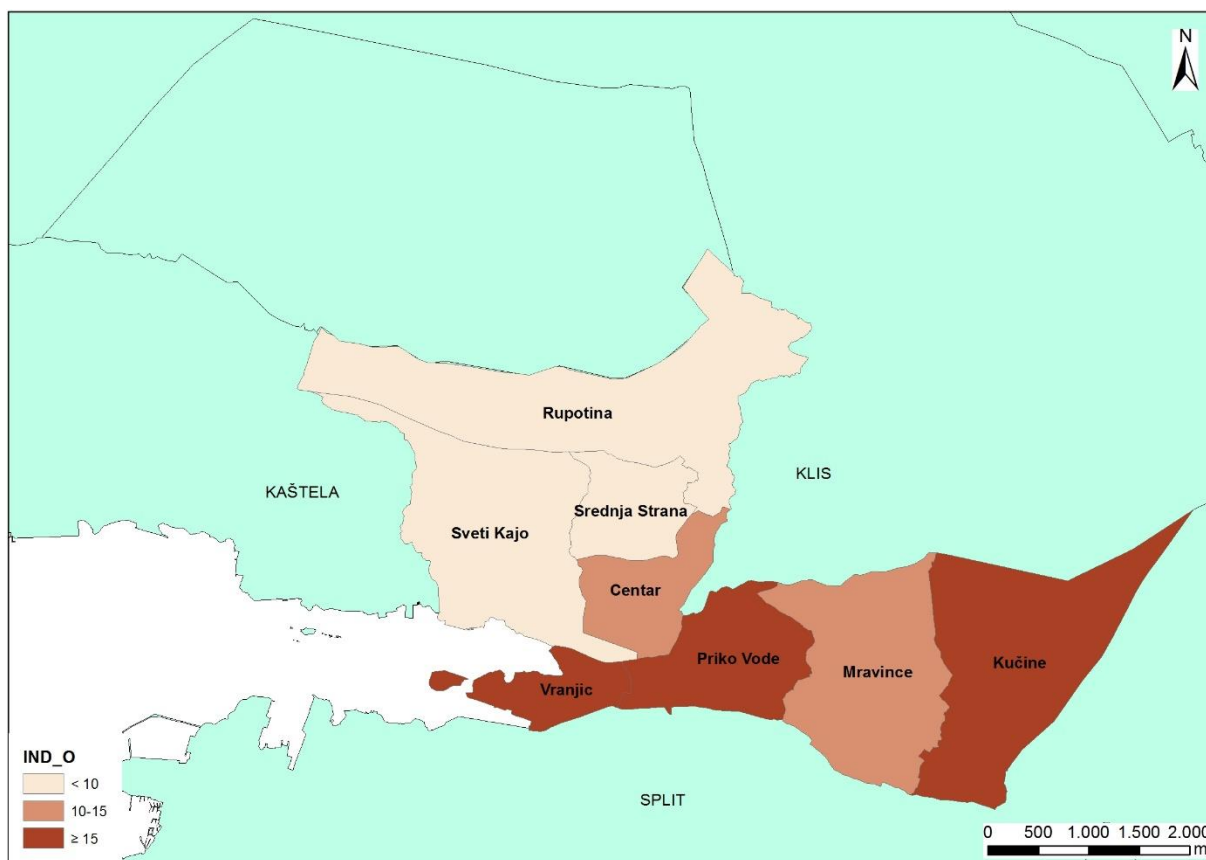 N
Rupotina
KLIS
KAŠTELA
Srednja Strana
Sveti Kajo
Centar
Priko Vode
Kučine
Mravince
Vranjic
IND_O
< 10
10-15
≥ 15
SPLIT
0 500 1.000 1.500 2.000
m